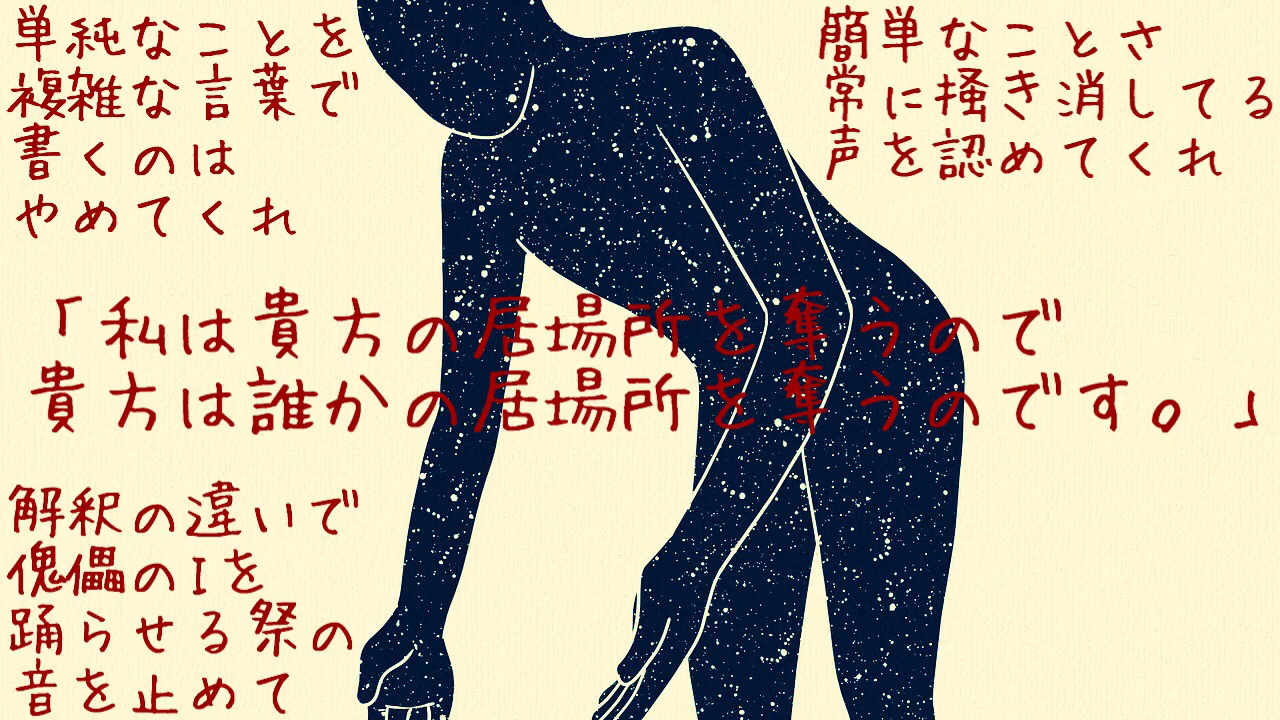 単純なことを
複雑な言葉で
書くのは
やめてくれ
簡単なことさ
常に掻き消してる
声を認めてくれ
「私は貴方の居場所を奪うので
貴方は誰かの居場所を奪うのです。」
解釈の違いで
傀儡のIを
踊らせる祭の
音を止めて